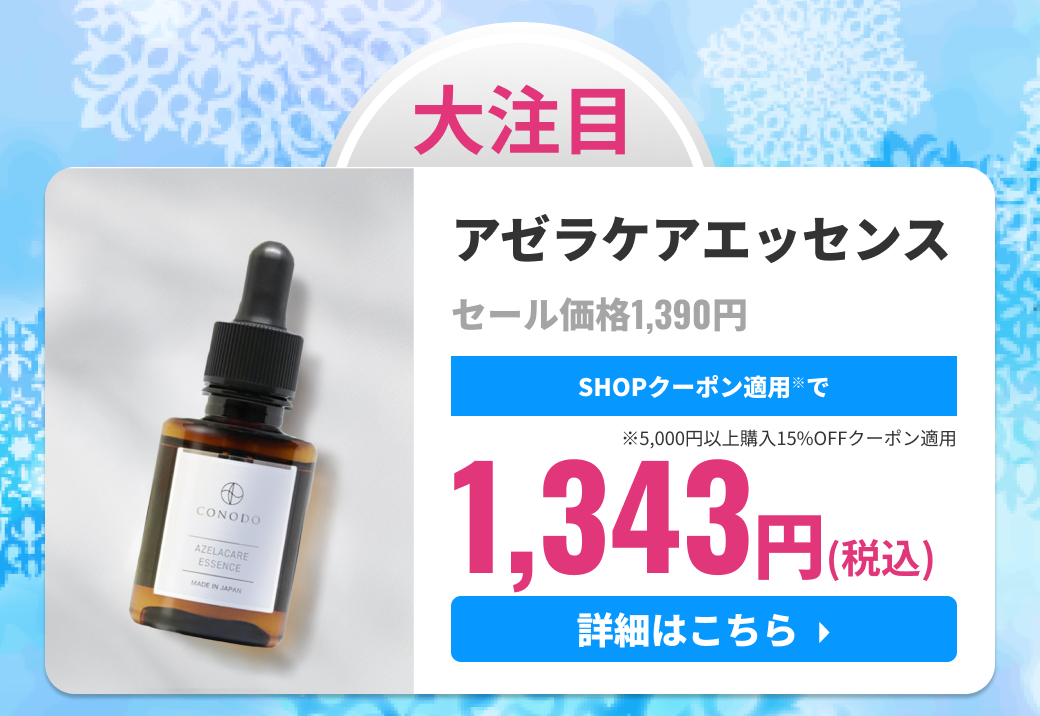 大注目
アゼラケアエッセンス
セール価格1,390円
SHOPクーポン適用※で
※5,000円以上購入15%OFFクーポン適用
1,343円(税込)
詳細はこちら
CONODO
AZELACARE
ESSENCE
MADE IN JAPAN